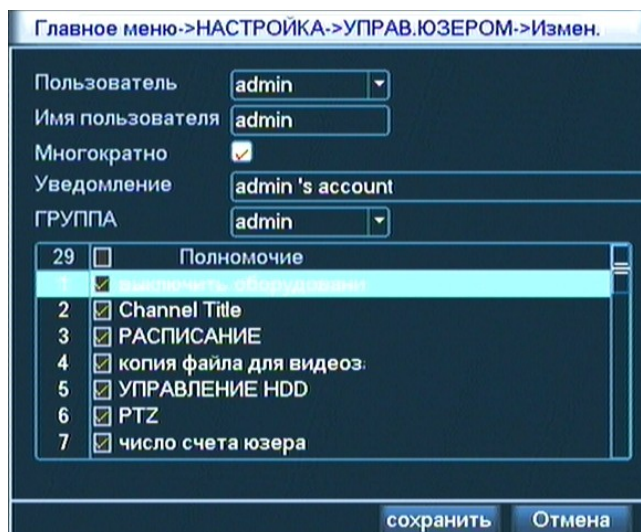 Главное меню->НАСТРОЙКА->УПРАВ.ЮЗЕРОМ->Измен.
Пользователь admin
Имя пользователя admin
Многократно
Уведомление admin 's account
ГРУППА admin
29 Полномочие
1 выключить оборудовани
2 Channel Title
3 РАСПИСАНИЕ
4 копия файла для видеоз
5 УПРАВЛЕНИЕ HDD
6 PTZ
7 число счета юзера
сохранить Отмена